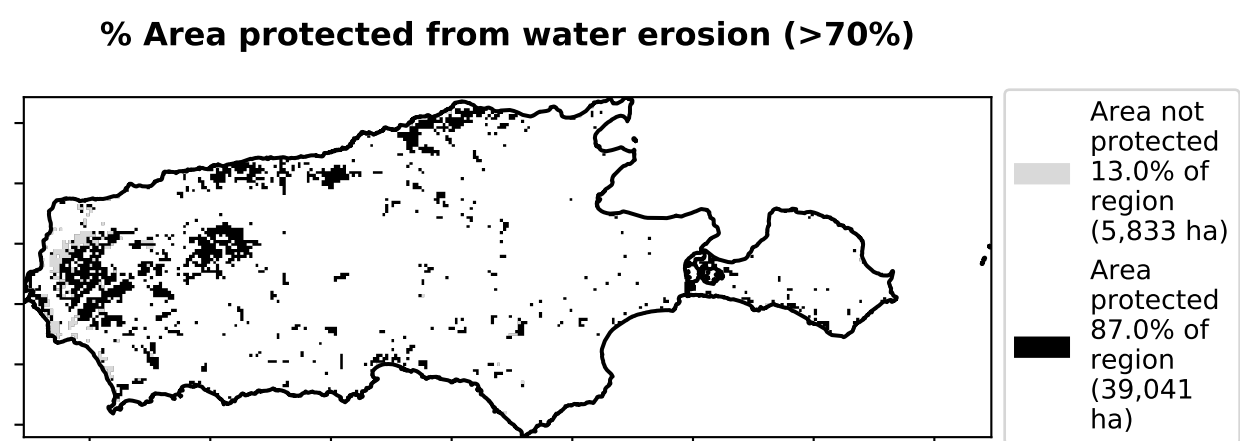 % Area protected from water erosion (>70%)
Area not
protected
13.0% of
region
(5,833 ha)
Area
protected
87.0% of
region
(39,041
ha)